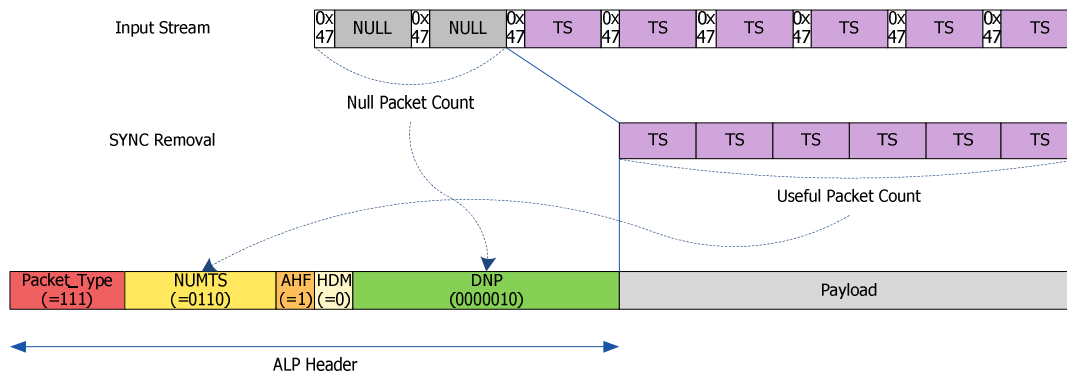 Input Stream
0x 47 NULL 0x 47 NULL 0x 47 TS 0x 47 TS 0x 47 TS 0x 47 TS 0x 47 TS 0x 47 TS
Null Packet Count
SYNC Removal
TS TS TS TS TS TS
Useful Packet Count
Packet_Type NUMTS AHF HDM DNP Payload
(=111) (=0110) (=1) (=0) (0000010)
ALP Header